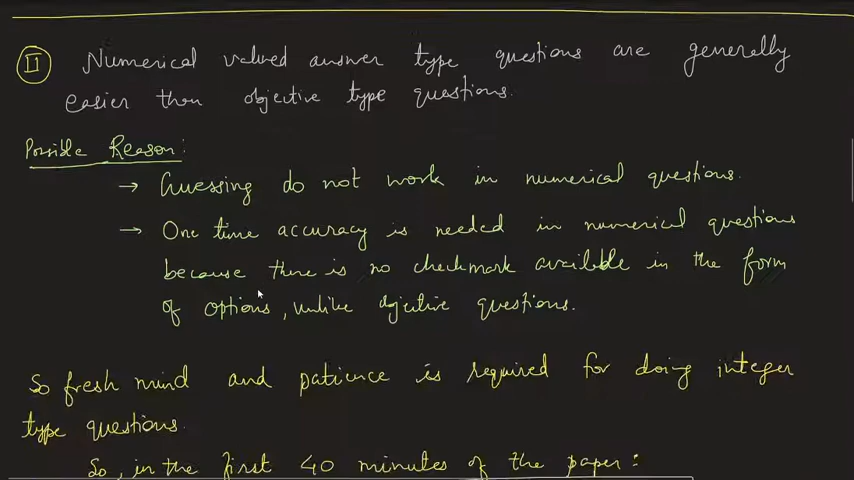 II Numerical valued answer type questions are generally
easier than objective type questions.
Possible Reason:
→ Guessing do not work in numerical questions.
→ One time accuracy is needed in numerical questions
because there is no checkmark available in the form
of options, unlike objective questions.
So fresh mind and patience is required for doing integer
type questions.
So, in the first 40 minutes of the paper: